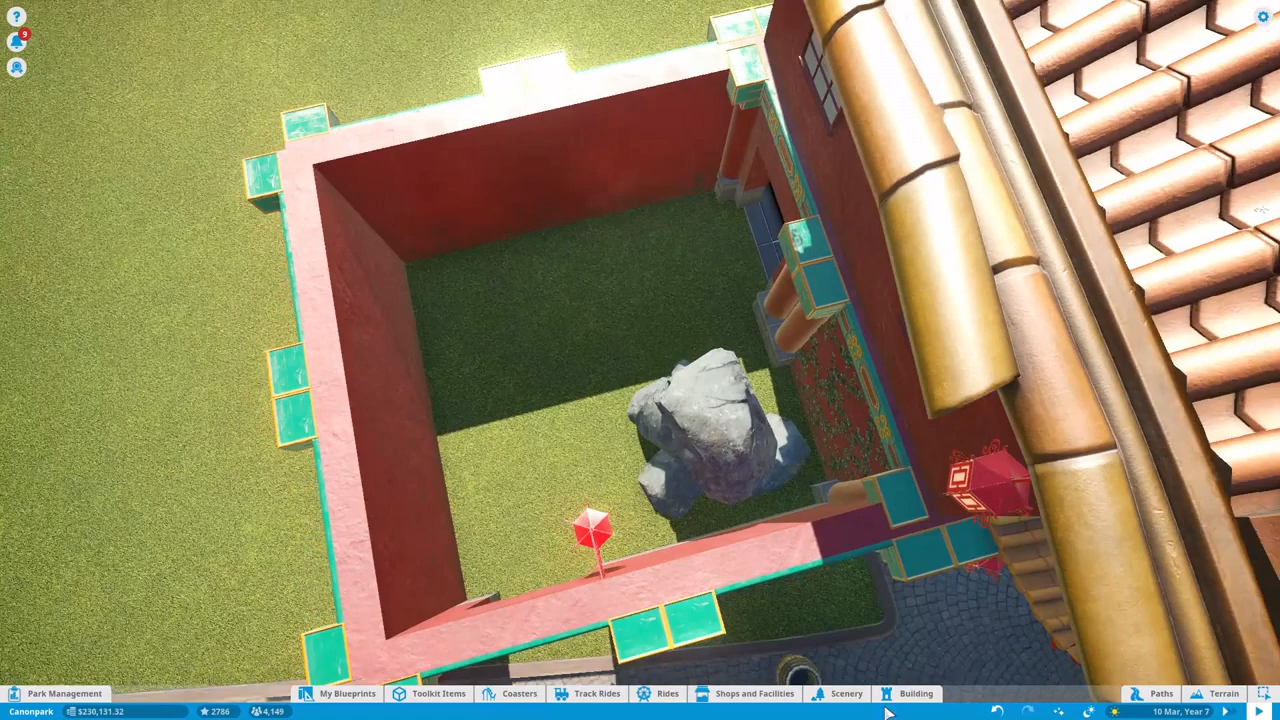 ?
9
Park Management
My Blueprints
Toolkit Items
Coasters
Track Rides
Rides
Shops and Facilities
Scenery
Building
Paths
Terrain
Canonpark
$230,131.32
2786
4,149
10 Mar, Year 7